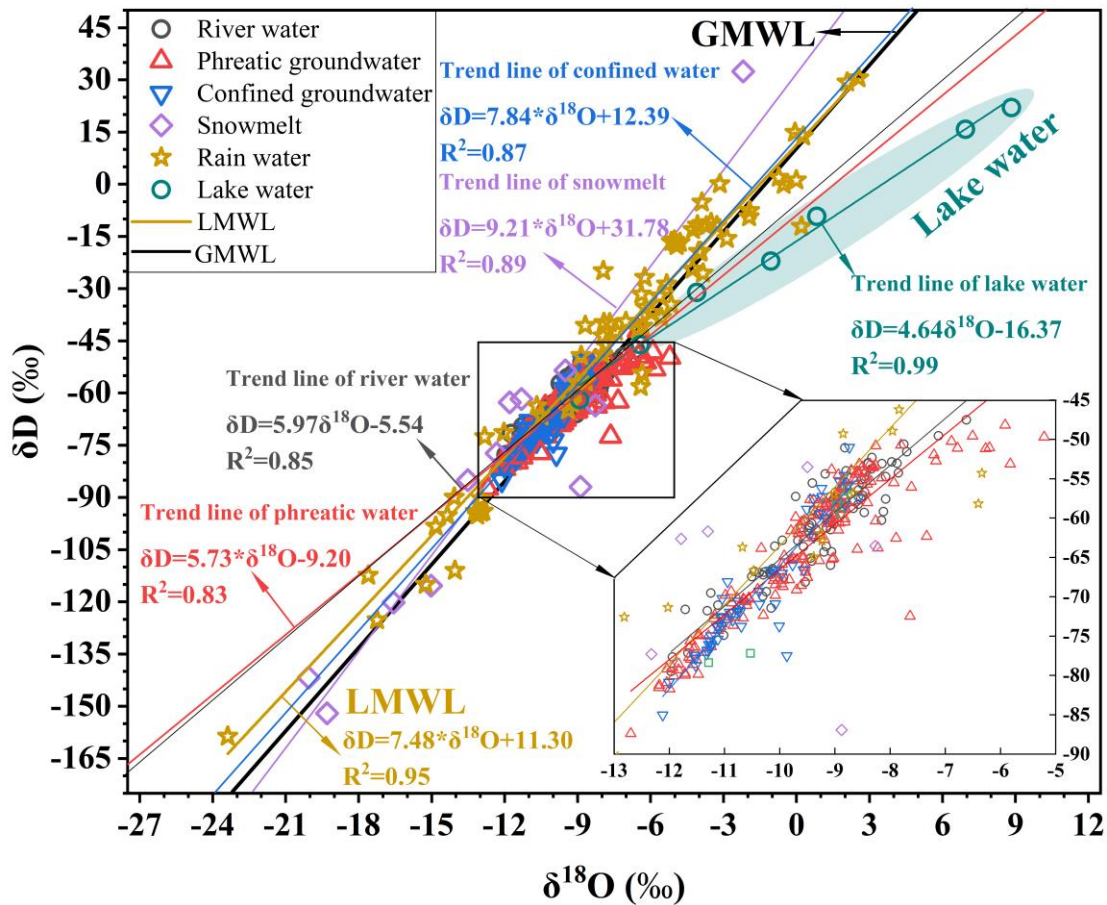 45
30
15
0
-15
-30
-45
-60
-75
-90
-105
-120
-135
-150
-165
δD (‰)
River water
Phreatic groundwater
Confined groundwater
Snowmelt
Rain water
Lake water
LMWL
GMWL
GMWL
Trend line of confined water
δD=7.84*δ¹⁸O+12.39
R²=0.87
Trend line of snowmelt
δD=9.21*δ¹⁸O+31.78
R²=0.89
Lake water
Trend line of lake water
δD=4.64δ¹⁸O-16.37
R²=0.99
Trend line of river water
δD=5.97δ¹⁸O-5.54
R²=0.85
Trend line of phreatic water
δD=5.73*δ¹⁸O-9.20
R²=0.83
LMWL
δD=7.48*δ¹⁸O+11.30
R²=0.95
-45
-50
-55
-60
-65
-70
-75
-80
-85
-90
-13 -12 -11 -10 -9 -8 -7 -6 -5
-27 -24 -21 -18 -15 -12 -9 -6 -3 0 3 6 9 12
δ¹⁸O (‰)